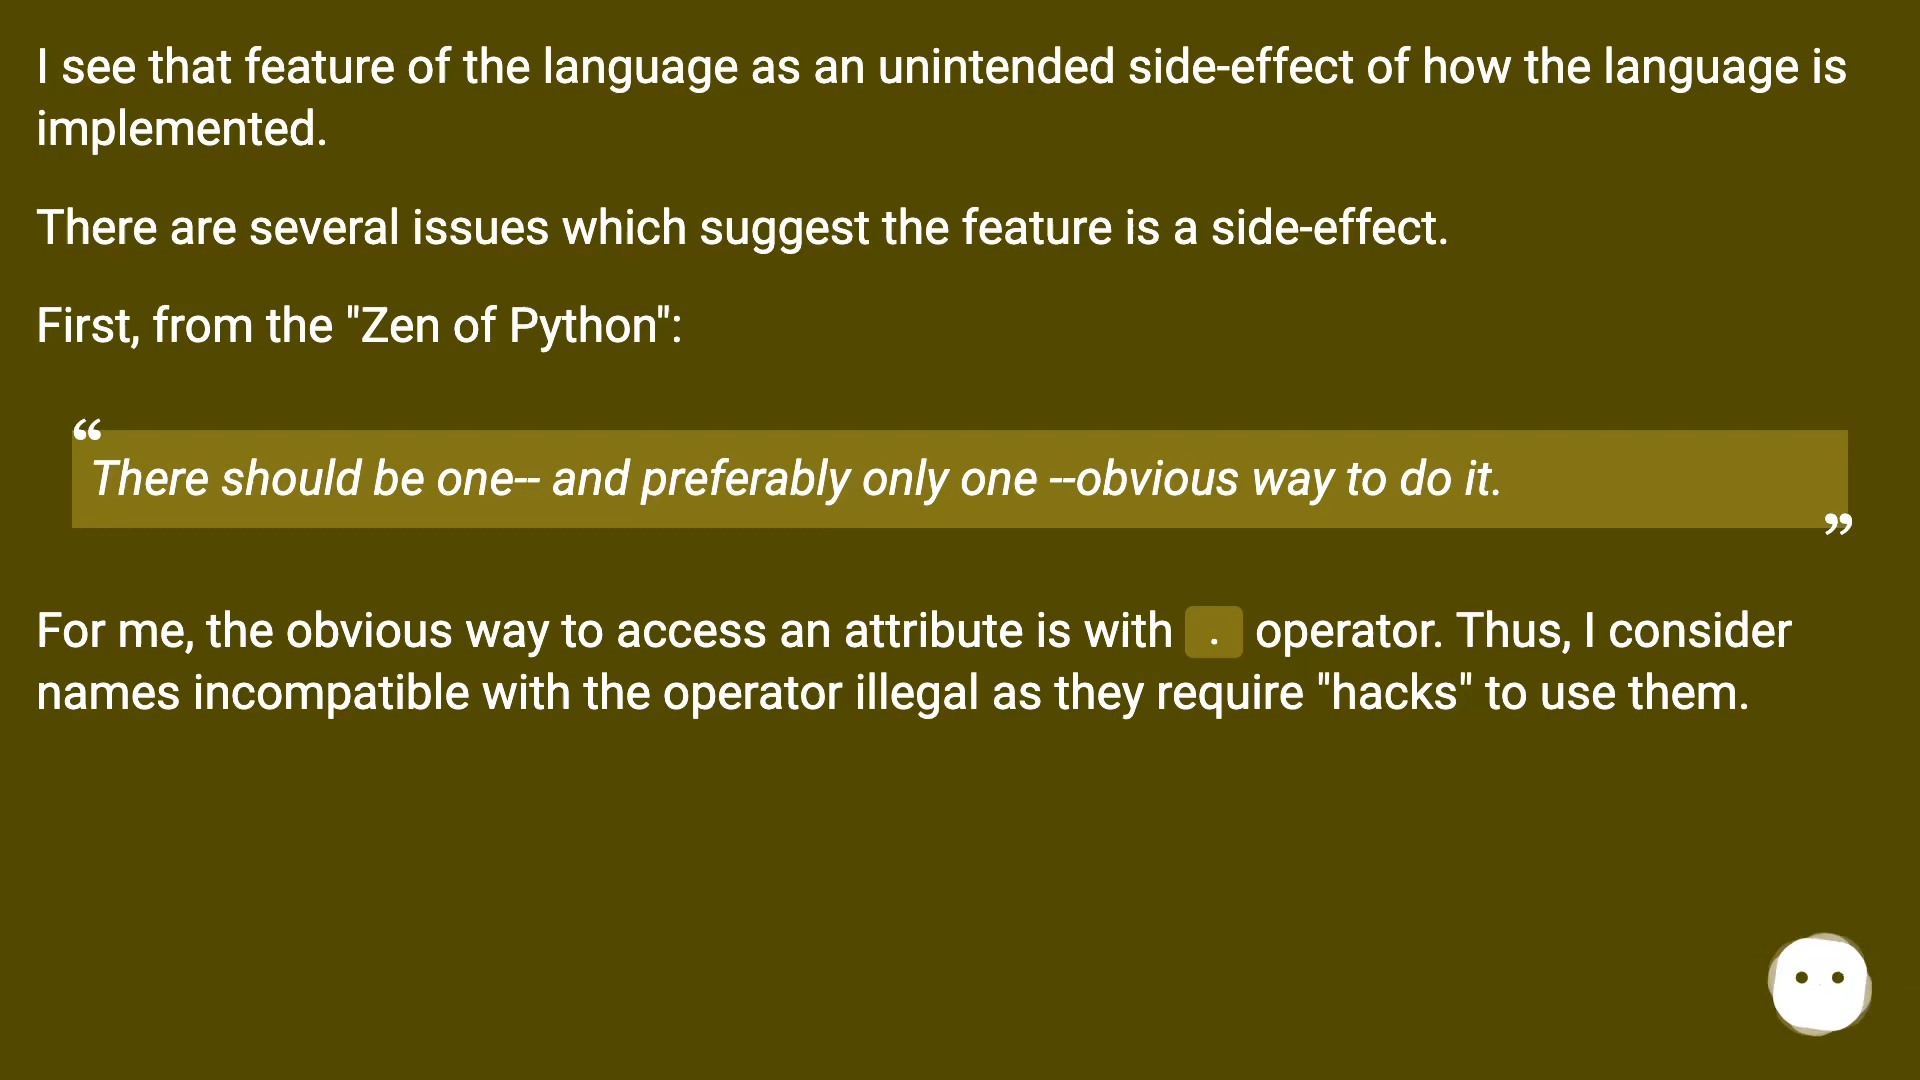 I see that feature of the language as an unintended side-effect of how the language is
implemented.
There are several issues which suggest the feature is a side-effect.
First, from the "Zen of Python":
“
There should be one-- and preferably only one --obvious way to do it.
”
For me, the obvious way to access an attribute is with . operator. Thus, I consider
names incompatible with the operator illegal as they require "hacks" to use them.